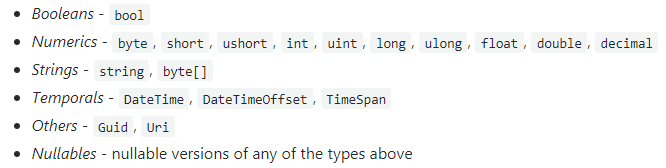 • Booleans - bool
• Numerics - byte, short, ushort, int, uint, long, ulong, float, double, decimal
• Strings - string, byte[]
• Temporals - DateTime, DateTimeOffset, TimeSpan
• Others - Guid, Uri
• Nullables - nullable versions of any of the types above